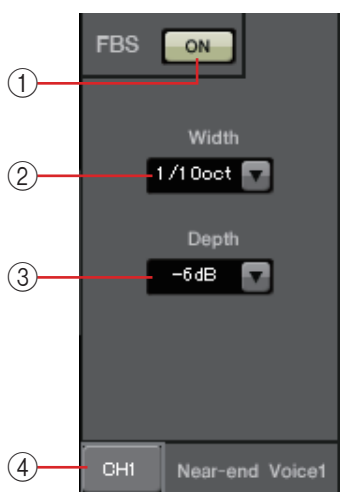 FBS ON
①
Width
② 1/10oct
Depth
③ -6dB
④ CH1 Near-end Voice1